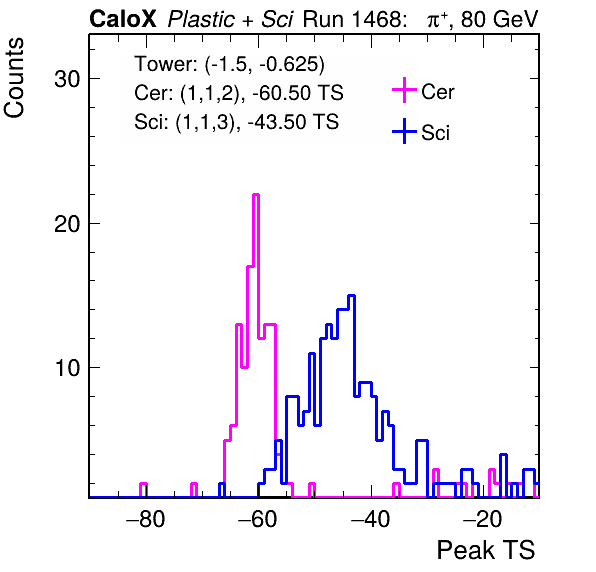 CaloX Plastic + Sci Run 1468: π⁺, 80 GeV
Counts
Tower: (-1.5, -0.625)
Cer: (1,1,2), -60.50 TS
Sci: (1,1,3), -43.50 TS
Cer
Sci
30
20
10
−80 −60 −40 −20
Peak TS